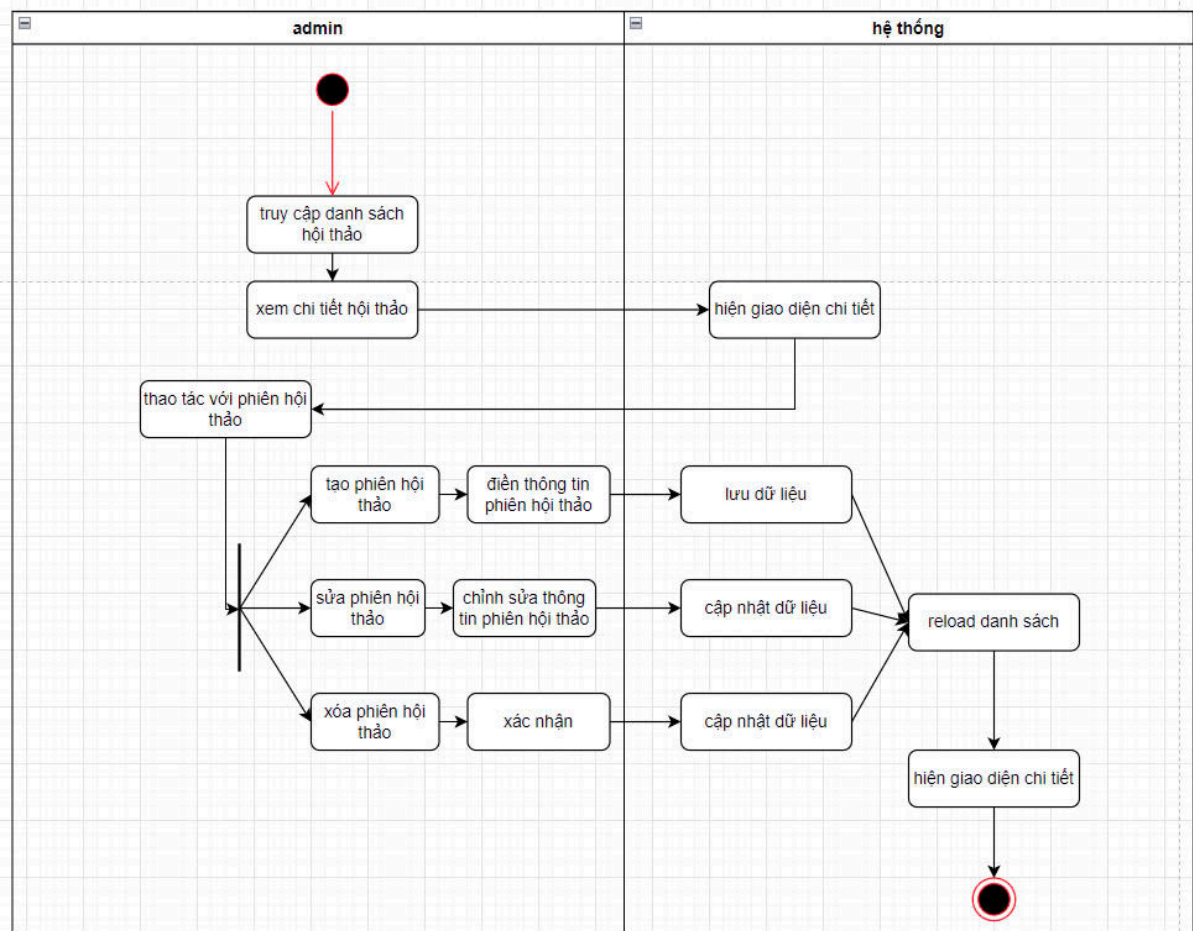 admin
hệ thống
truy cập danh sách
hội thảo
xem chi tiết hội thảo
hiện giao diện chi tiết
thao tác với phiên hội
thảo
tạo phiên hội
thảo
điền thông tin
phiên hội thảo
lưu dữ liệu
sửa phiên hội
thảo
chỉnh sửa thông
tin phiên hội thảo
cập nhật dữ liệu
reload danh sách
xóa phiên hội
thảo
xác nhận
cập nhật dữ liệu
hiện giao diện chi tiết